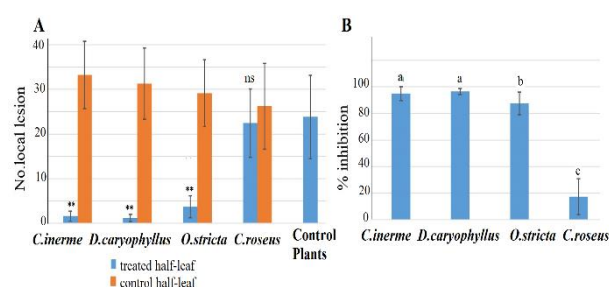 A
40
30
20
10
0
No.local lesion
**
**
**
ns
C.inerme D.caryophyllus O.stricta C.roseus Control
Plants
treated half-leaf
control half-leaf
B
100
80
60
40
20
0
% inhibition
a
a
b
c
C.inerme D.caryophyllus O.stricta C.roseus